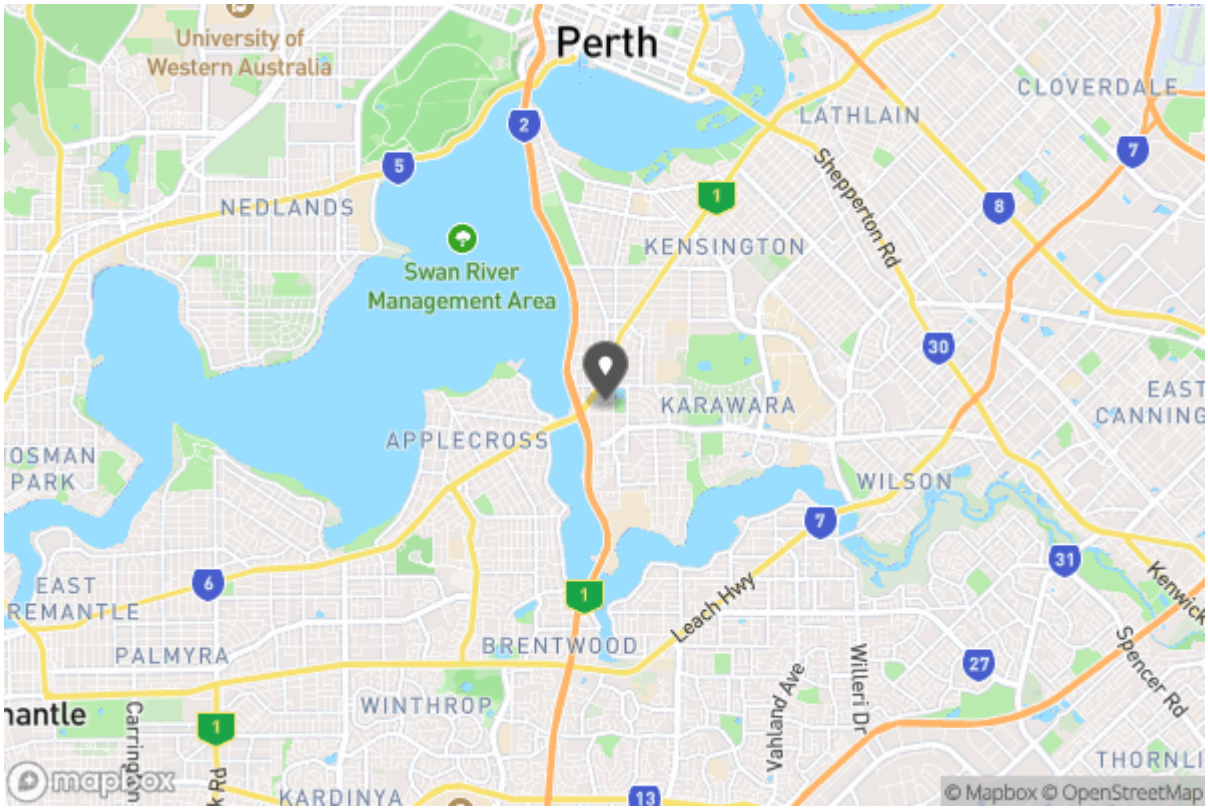 University of
Western Australia
Perth
CLOVERDALE
LATHLAIN
2
7
5
Shepperton Rd
1
8
NEDLANDS
KENSINGTON
Swan River
Management Area
30
EAST
CANNING
KARAWARA
APPLECROSS
OSMAN
PARK
WILSON
7
31
6
EAST
REMANTLE
1
Kenwick
Leach Hwy
BRENTWOOD
PALMYRA
Spencer Rd
27
Willeri Dr
Vahland Ave
WINTHROP
nantle
Carrington
1
k Rd
THORNLI
mapbox
KARDINYA
13
© Mapbox © OpenStreetMap